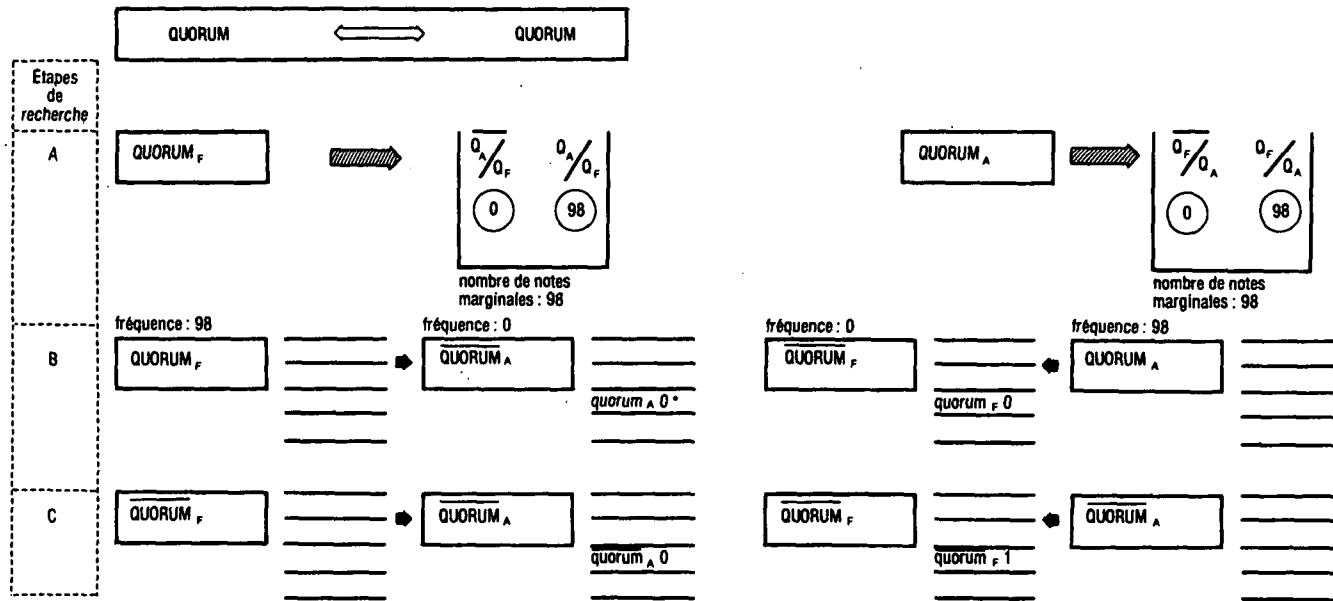 QUORUM QUORUM
Étapes
de
recherche
A
QUORUM F
Q A / Q F Q A / Q F
0 98
nombre de notes
marginales : 98
QUORUM A
Q F / Q A Q F / Q A
0 98
nombre de notes
marginales : 98
B
fréquence : 98
QUORUM F
fréquence : 0
QUORUM A
quorum A 0 *
fréquence : 0
QUORUM F
quorum F 0
fréquence : 98
QUORUM A
C
QUORUM F
QUORUM A
quorum A 0
QUORUM F
quorum F 1
QUORUM A